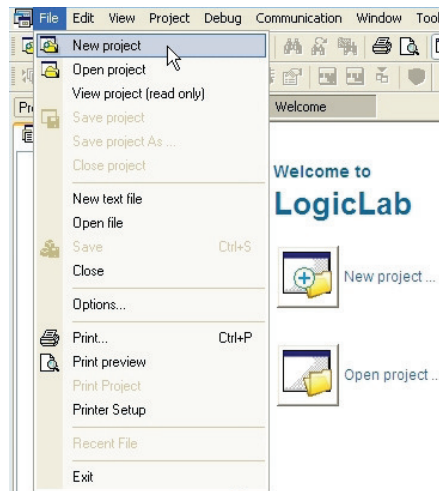 File Edit View Project Debug Communication Window Tool
New project
Open project
View project (read only)
Save project
Save project As ...
Close project
New text file
Open file
Save Ctrl+S
Close
Options...
Print... Ctrl+P
Print preview
Print Project
Printer Setup
Recent File
Exit
Pr
Welcome
Welcome to
LogicLab
New project ...
Open project ..